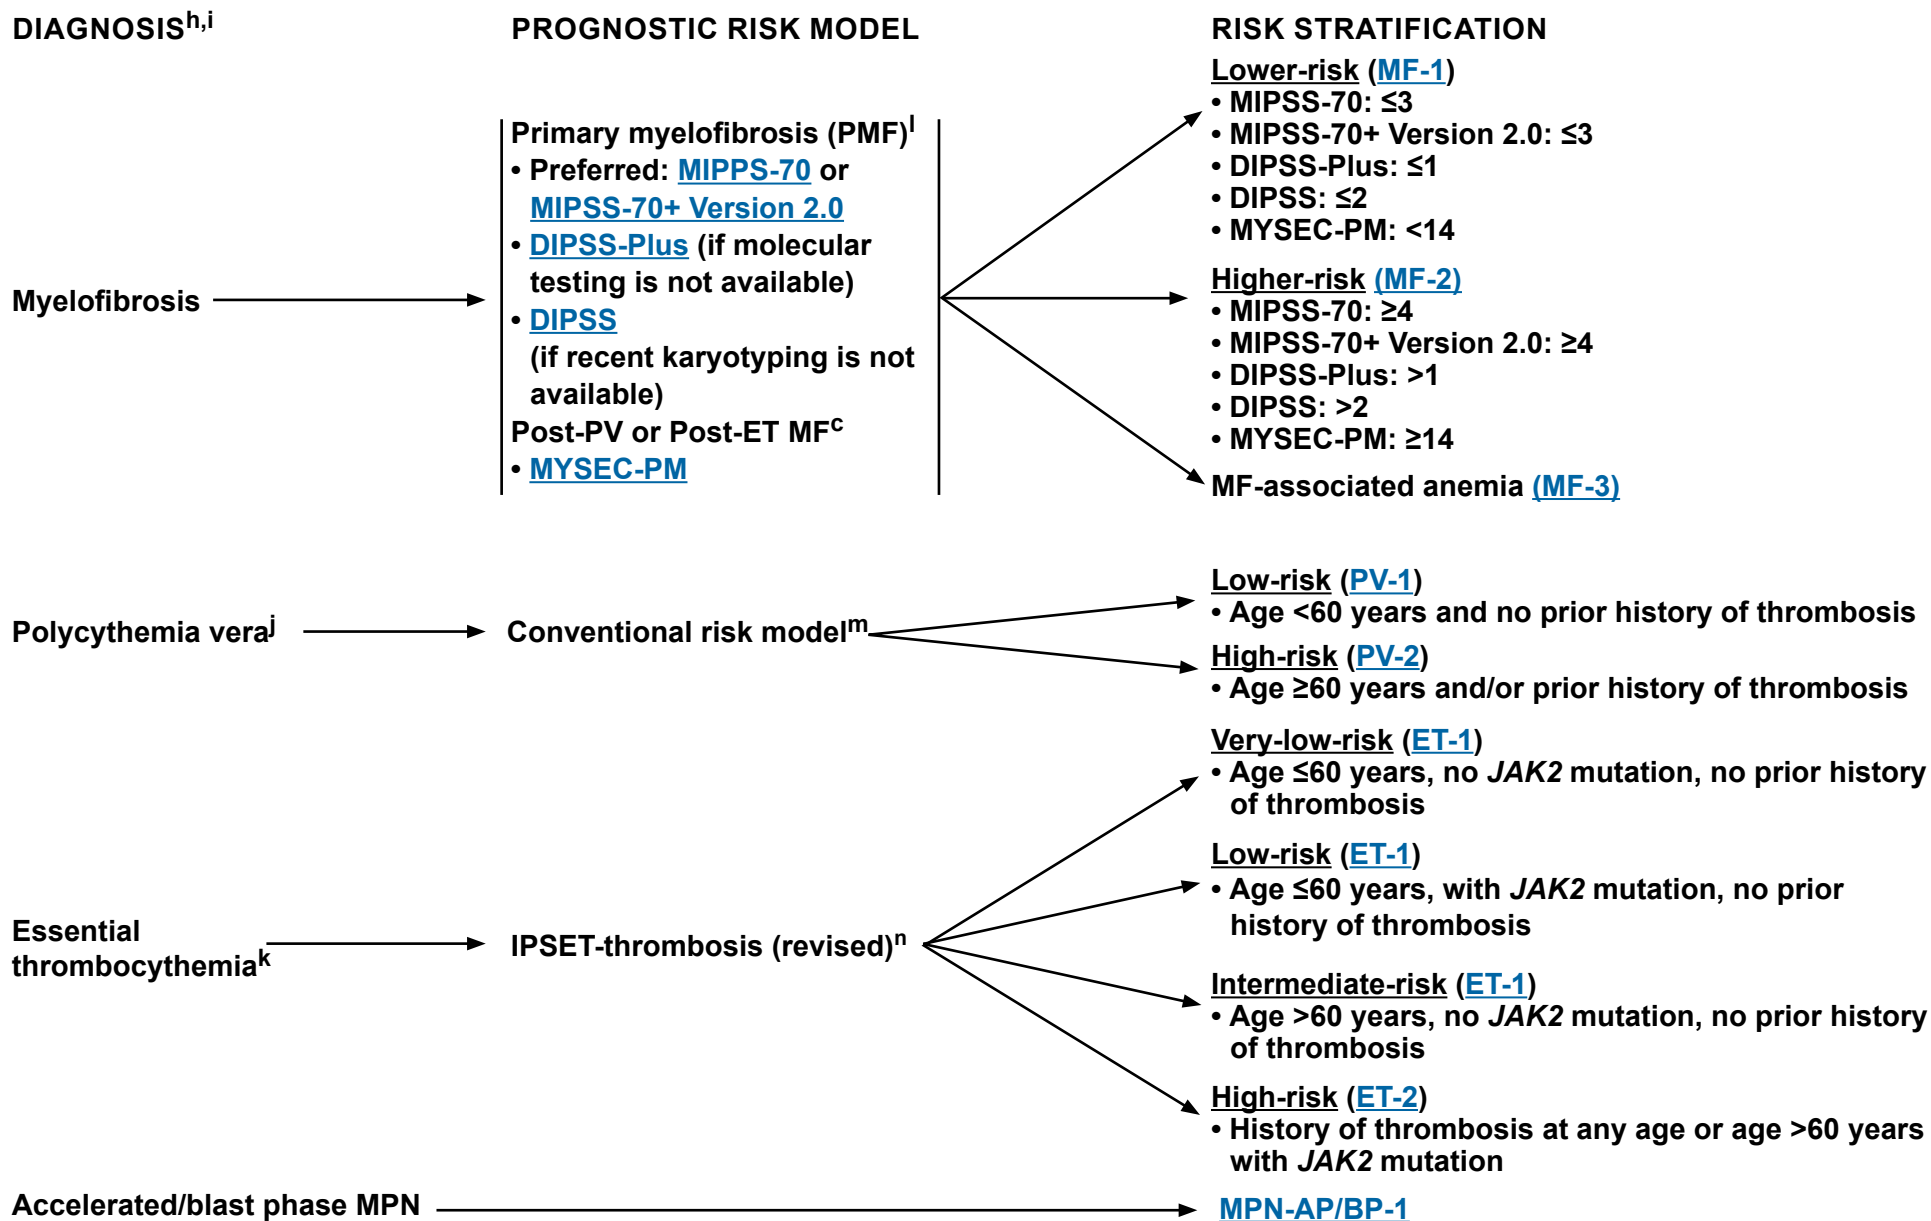 DIAGNOSISh,i
PROGNOSTIC RISK MODEL
RISK STRATIFICATION
Myelofibrosis
Primary myelofibrosis (PMF)l
• Preferred: MIPPS-70 or
MIPSS-70+ Version 2.0
• DIPSS-Plus (if molecular
testing is not available)
• DIPSS
(if recent karyotyping is not
available)
Post-PV or Post-ET MFc
• MYSEC-PM
Lower-risk (MF-1)
• MIPSS-70: ≤3
• MIPSS-70+ Version 2.0: ≤3
• DIPSS-Plus: ≤1
• DIPSS: ≤2
• MYSEC-PM: <14
Higher-risk (MF-2)
• MIPSS-70: ≥4
• MIPSS-70+ Version 2.0: ≥4
• DIPSS-Plus: >1
• DIPSS: >2
• MYSEC-PM: ≥14
MF-associated anemia (MF-3)
Polycythemia veraj
Conventional risk modelm
Low-risk (PV-1)
• Age <60 years and no prior history of thrombosis
High-risk (PV-2)
• Age ≥60 years and/or prior history of thrombosis
Essential
thrombocythemiak
IPSET-thrombosis (revised)n
Very-low-risk (ET-1)
• Age ≤60 years, no JAK2 mutation, no prior history
of thrombosis
Low-risk (ET-1)
• Age ≤60 years, with JAK2 mutation, no prior
history of thrombosis
Intermediate-risk (ET-1)
• Age >60 years, no JAK2 mutation, no prior history
of thrombosis
High-risk (ET-2)
• History of thrombosis at any age or age >60 years
with JAK2 mutation
Accelerated/blast phase MPN
MPN-AP/BP-1